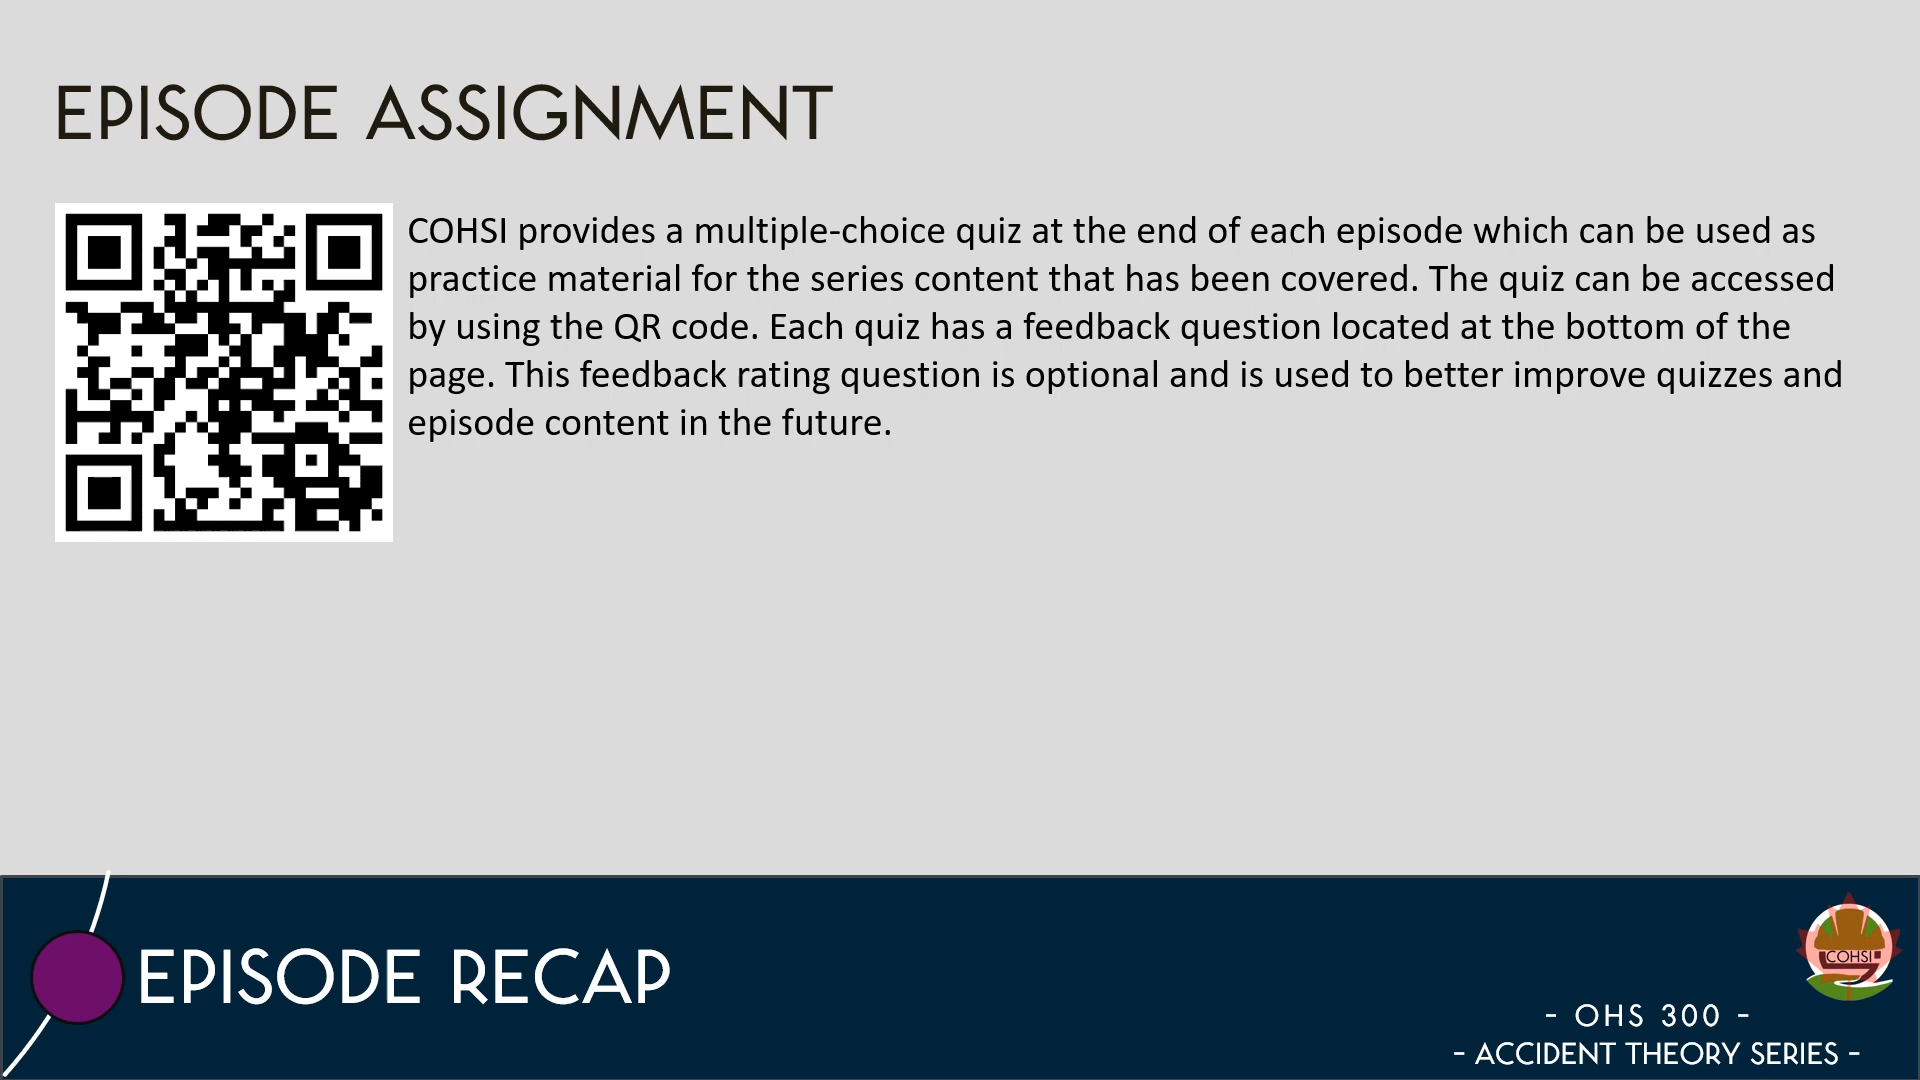 EPISODE ASSIGNMENT
COHSI provides a multiple-choice quiz at the end of each episode which can be used as
practice material for the series content that has been covered. The quiz can be accessed
by using the QR code. Each quiz has a feedback question located at the bottom of the
page. This feedback rating question is optional and is used to better improve quizzes and
episode content in the future.
EPISODE RECAP
COHSI
- OHS 300 -
- ACCIDENT THEORY SERIES -